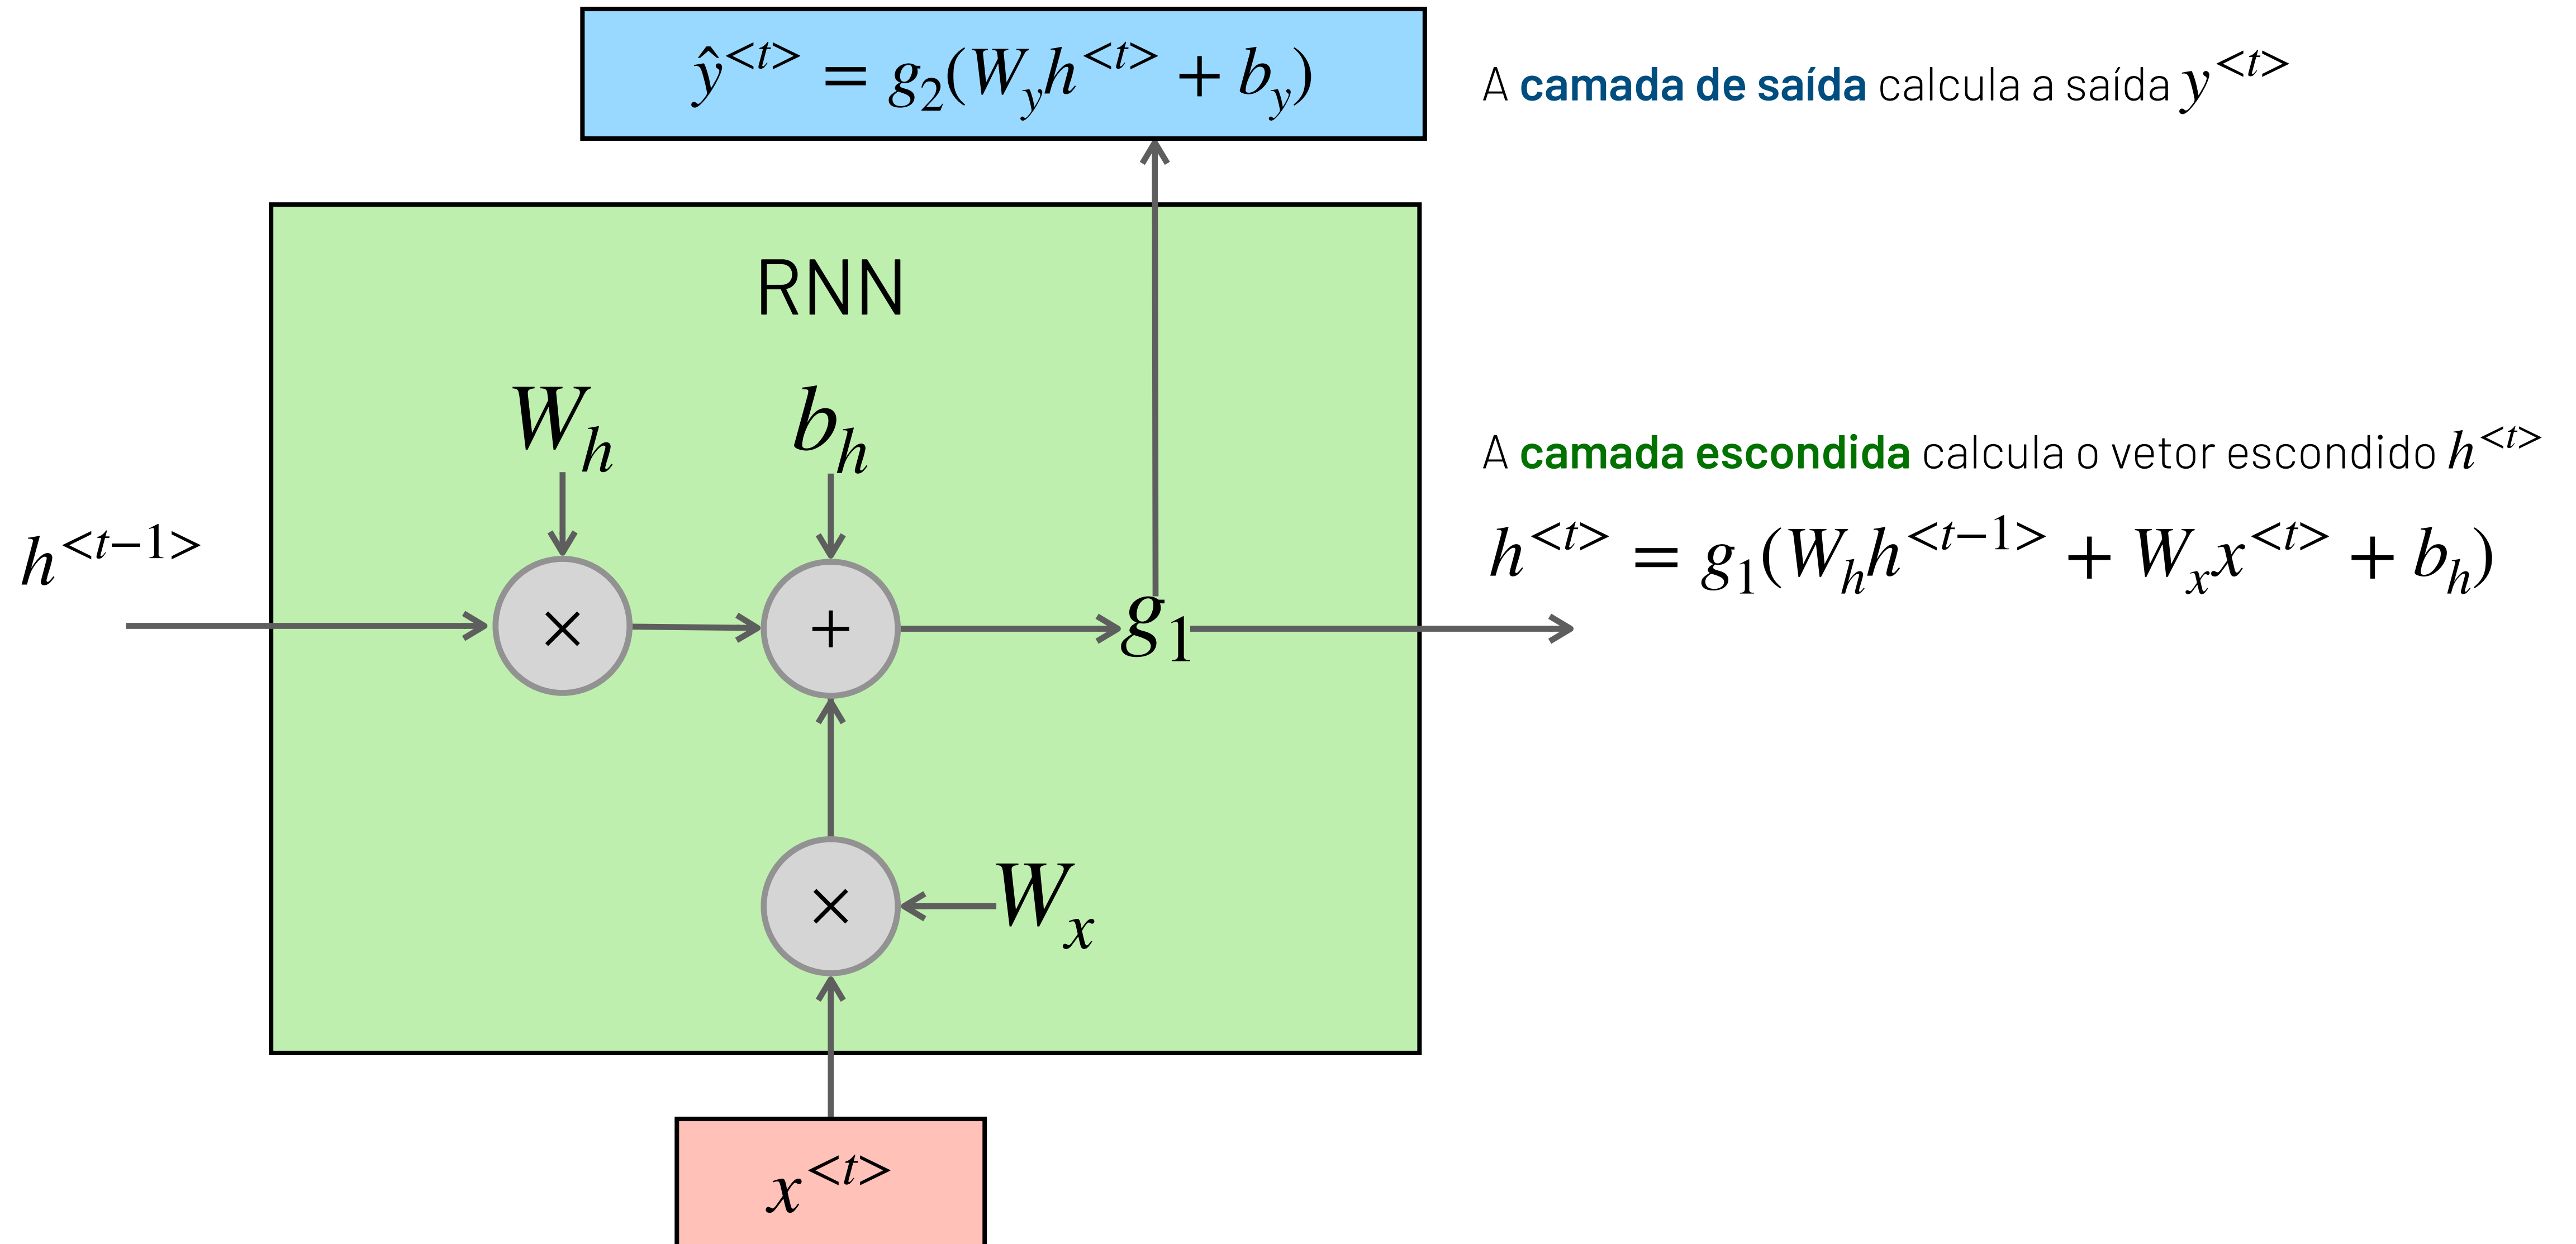 ŷ^{<t>} = g₂(W_y h^{<t>} + b_y)
A camada de saída calcula a saída y^{<t>}
RNN
W_h
b_h
A camada escondida calcula o vetor escondido h^{<t>}
h^{<t−1>}
h^{<t>} = g₁(W_h h^{<t−1>} + W_x x^{<t>} + b_h)
×
+
g₁
×
W_x
x^{<t>}